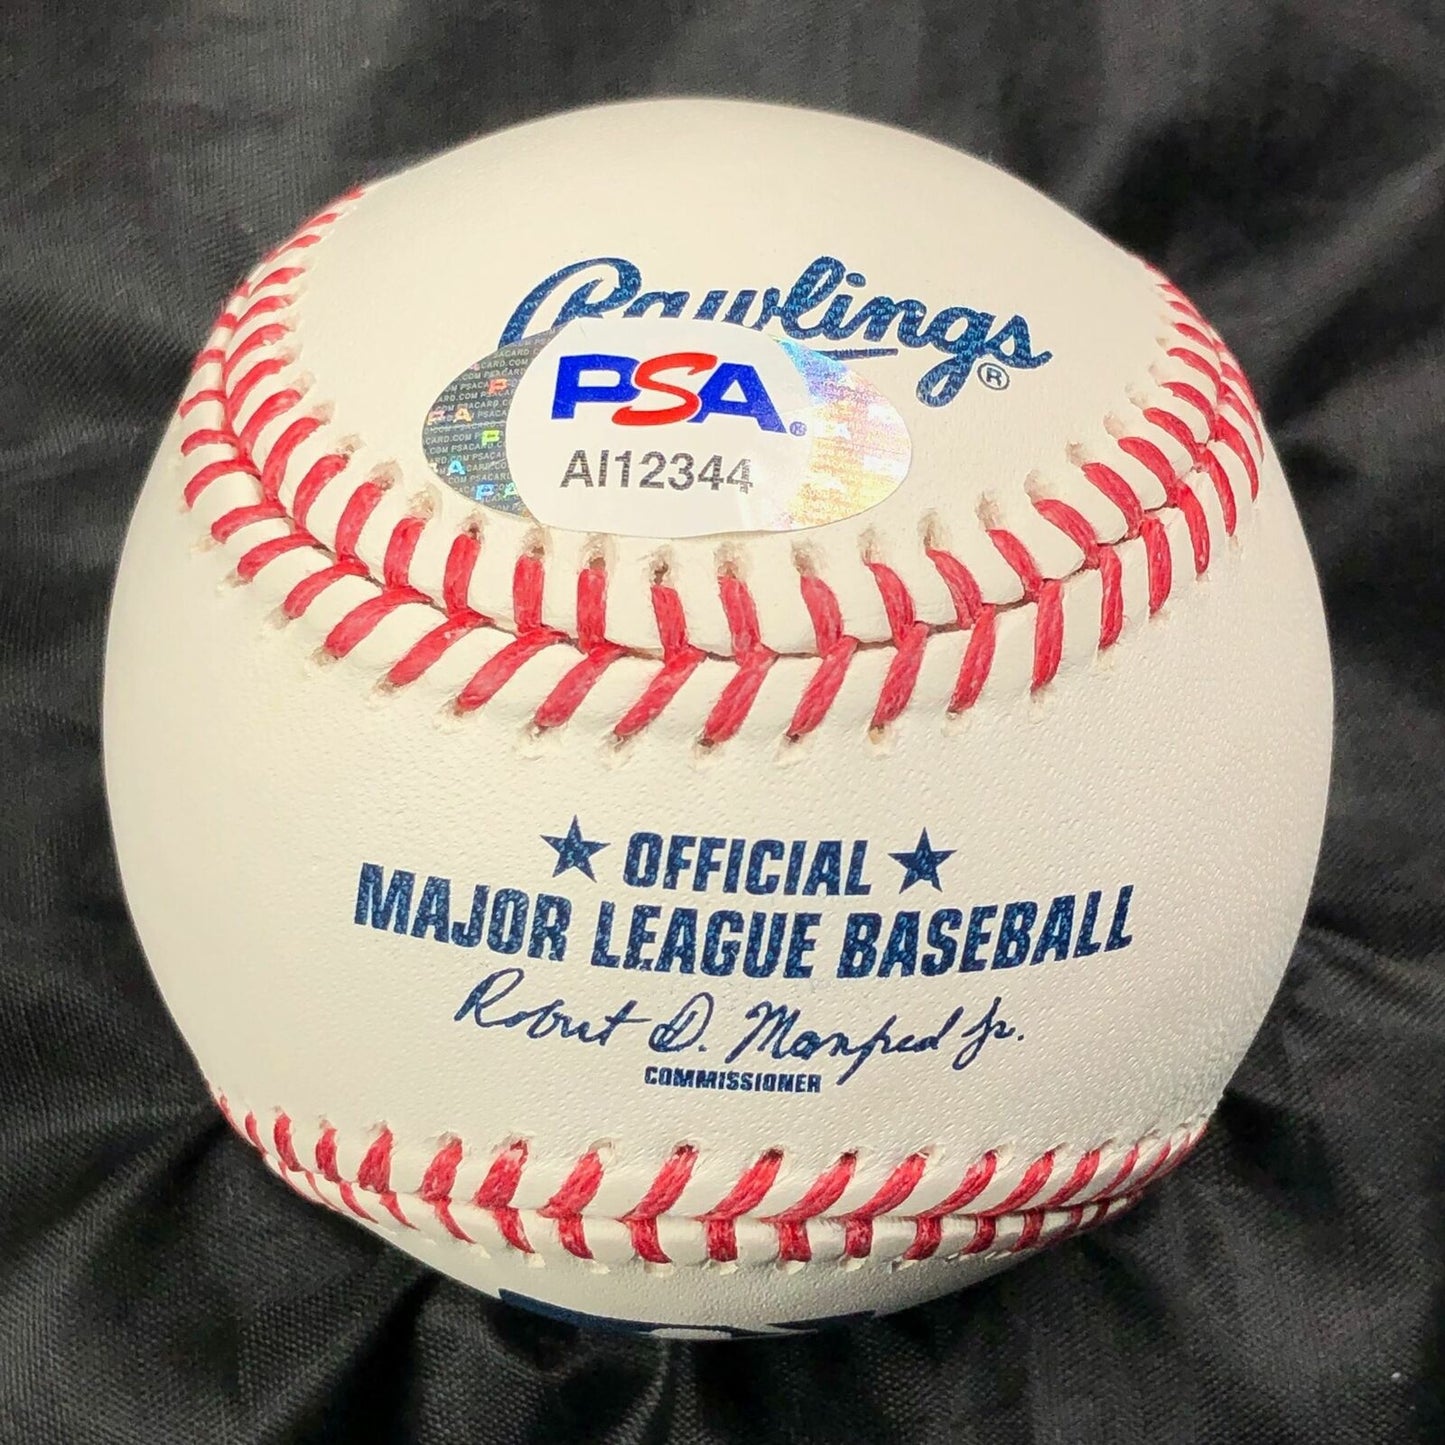 Rawlings
®
PSA®
AI12344
OFFICIAL
MAJOR LEAGUE BASEBALL
Robert D. Manfred Jr.
COMMISSIONER